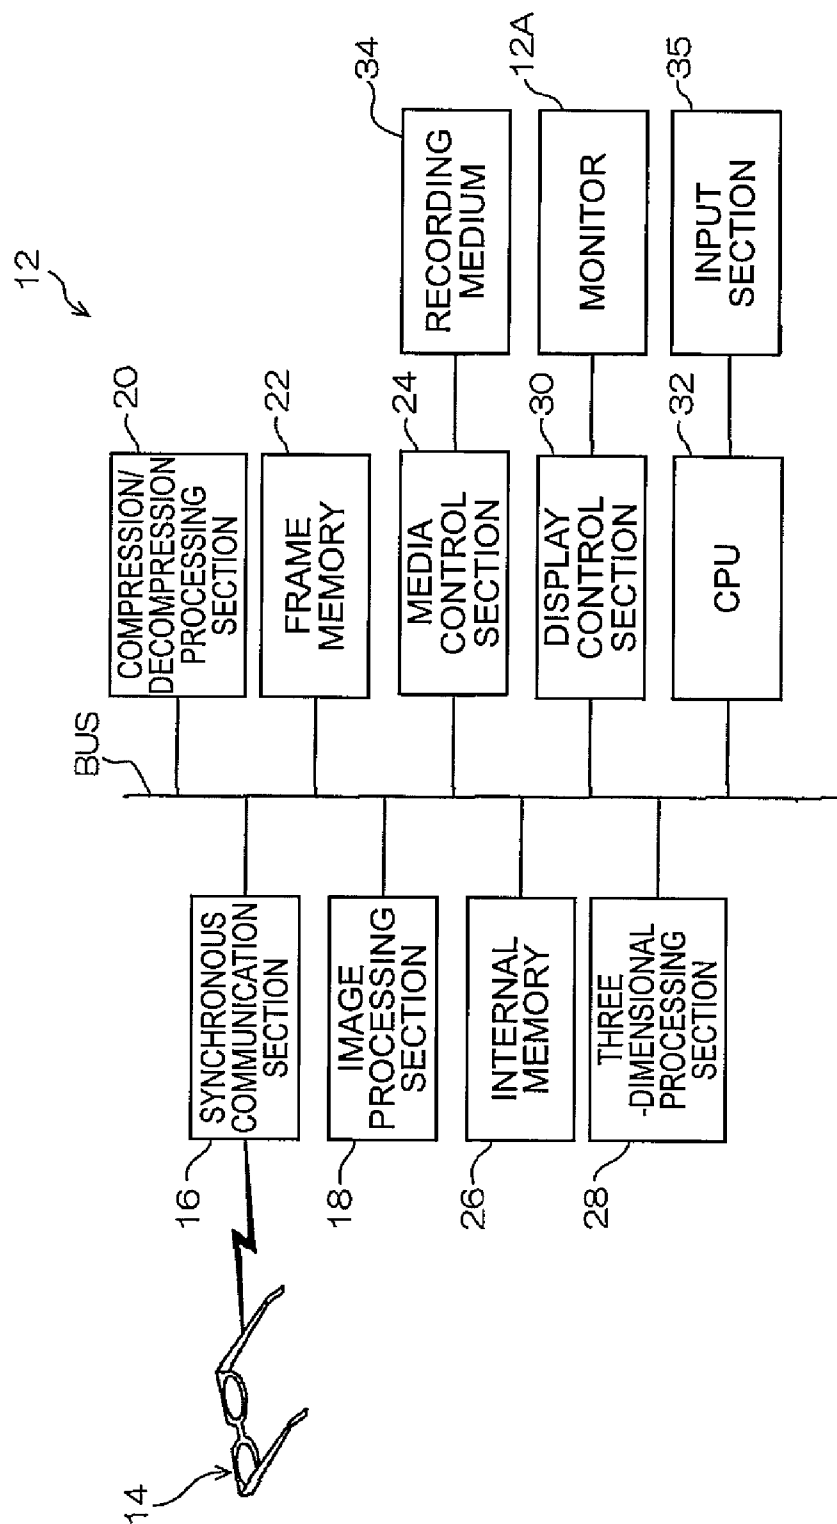 12
BUS
14
16
SYNCHRONOUS
COMMUNICATION
SECTION
18
IMAGE
PROCESSING
SECTION
26
INTERNAL
MEMORY
28
THREE
-DIMENSIONAL
PROCESSING
SECTION
COMPRESSION/
DECOMPRESSION
PROCESSING
SECTION
20
FRAME
MEMORY
22
MEDIA
CONTROL
SECTION
24
DISPLAY
CONTROL
SECTION
30
CPU
32
RECORDING
MEDIUM
34
MONITOR
12A
INPUT
SECTION
35